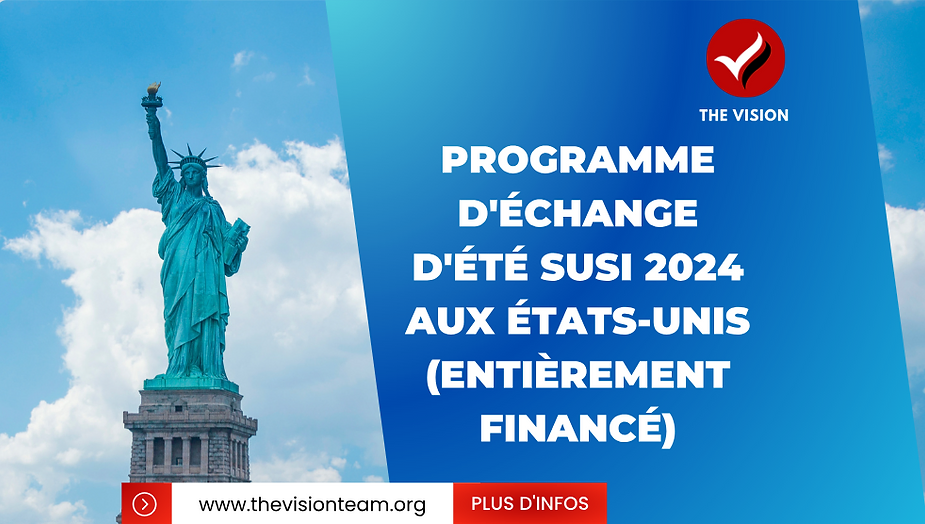 THE VISION
PROGRAMME
D'ÉCHANGE
D'ÉTÉ SUSI 2024
AUX ÉTATS-UNIS
(ENTIÈREMENT
FINANCÉ)
www.thevisionteam.org
PLUS D'INFOS